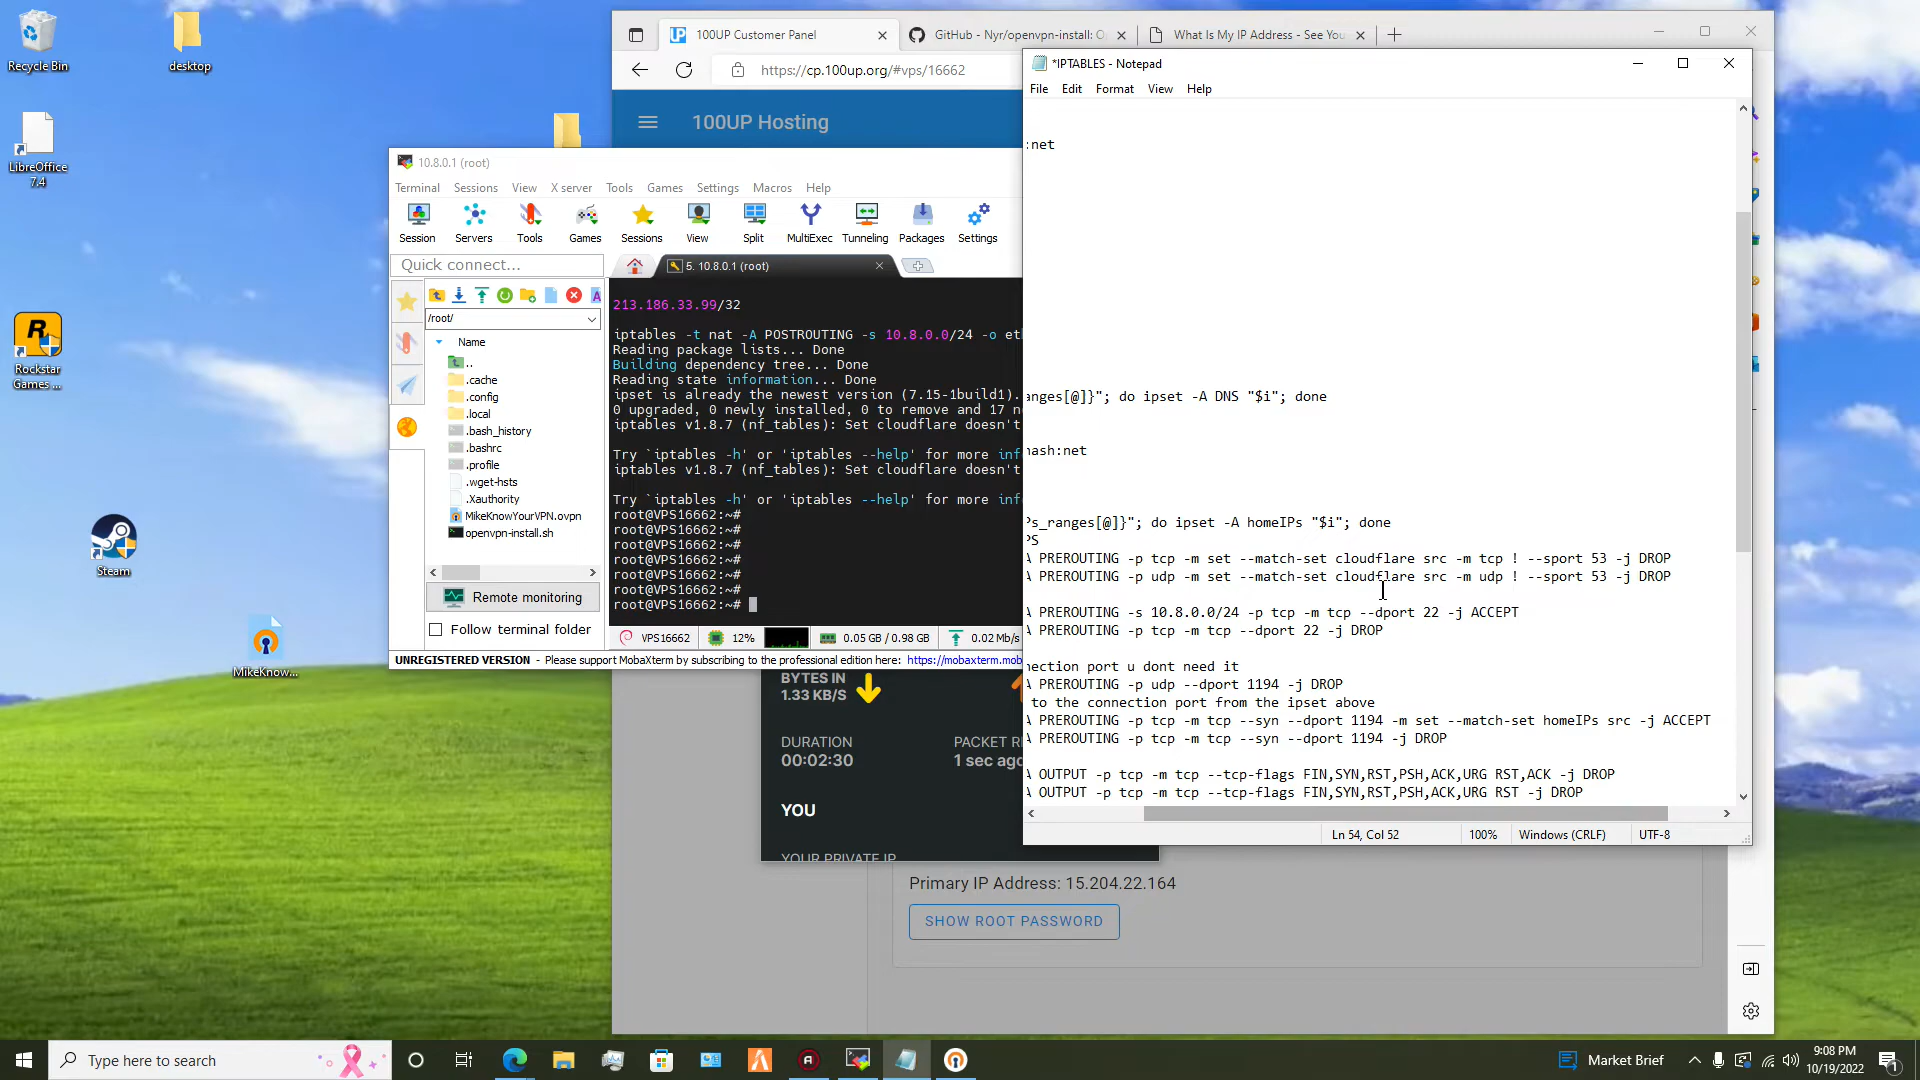 Recycle Bin
desktop
LibreOffice
7.4
Rockstar
Games ...
Steam
MikeKnow...
100UP Customer Panel
GitHub - Nyr/openvpn-install: O
What Is My IP Address - See You
https://cp.100up.org/#vps/16662
100UP Hosting
10.8.0.1 (root)
Terminal
Sessions
View
X server
Tools
Games
Settings
Macros
Help
Session
Servers
Tools
Games
Sessions
View
Split
MultiExec
Tunneling
Packages
Settings
Quick connect...
5. 10.8.0.1 (root)
/root/
Name
..
.cache
.config
.local
.bash_history
.bashrc
.profile
.wget-hsts
.Xauthority
MikeKnowYourVPN.ovpn
openvpn-install.sh
Remote monitoring
Follow terminal folder
213.186.33.99/32
iptables -t nat -A POSTROUTING -s 10.8.0.0/24 -o et
Reading package lists... Done
Building dependency tree... Done
Reading state information... Done
ipset is already the newest version (7.15-1build1).
0 upgraded, 0 newly installed, 0 to remove and 17 n
iptables v1.8.7 (nf_tables): Set cloudflare doesn't
Try `iptables -h' or 'iptables --help' for more inf
iptables v1.8.7 (nf_tables): Set cloudflare doesn't
Try `iptables -h' or 'iptables --help' for more inf
root@VPS16662:~#
root@VPS16662:~#
root@VPS16662:~#
root@VPS16662:~#
root@VPS16662:~#
root@VPS16662:~#
root@VPS16662:~#
VPS16662
12%
0.05 GB / 0.98 GB
0.02 Mb/s
UNREGISTERED VERSION - Please support MobaXterm by subscribing to the professional edition here: https://mobaxterm.mob
*IPTABLES - Notepad
File
Edit
Format
View
Help
:net
anges[@]}"; do ipset -A DNS "$i"; done
hash:net
Ps_ranges[@]}"; do ipset -A homeIPs "$i"; done
PS
A PREROUTING -p tcp -m set --match-set cloudflare src -m tcp ! --sport 53 -j DROP
A PREROUTING -p udp -m set --match-set cloudflare src -m udp ! --sport 53 -j DROP
A PREROUTING -s 10.8.0.0/24 -p tcp -m tcp --dport 22 -j ACCEPT
A PREROUTING -p tcp -m tcp --dport 22 -j DROP
nection port u dont need it
A PREROUTING -p udp --dport 1194 -j DROP
to the connection port from the ipset above
A PREROUTING -p tcp -m tcp --syn --dport 1194 -m set --match-set homeIPs src -j ACCEPT
A PREROUTING -p tcp -m tcp --syn --dport 1194 -j DROP
A OUTPUT -p tcp -m tcp --tcp-flags FIN,SYN,RST,PSH,ACK,URG RST,ACK -j DROP
A OUTPUT -p tcp -m tcp --tcp-flags FIN,SYN,RST,PSH,ACK,URG RST -j DROP
Ln 54, Col 52
100%
Windows (CRLF)
UTF-8
BYTES IN
1.33 KB/S
DURATION
00:02:30
PACKET R
1 sec ago
YOU
YOUR PRIVATE IP
Primary IP Address: 15.204.22.164
SHOW ROOT PASSWORD
Type here to search
Market Brief
9:08 PM
10/19/2022
1